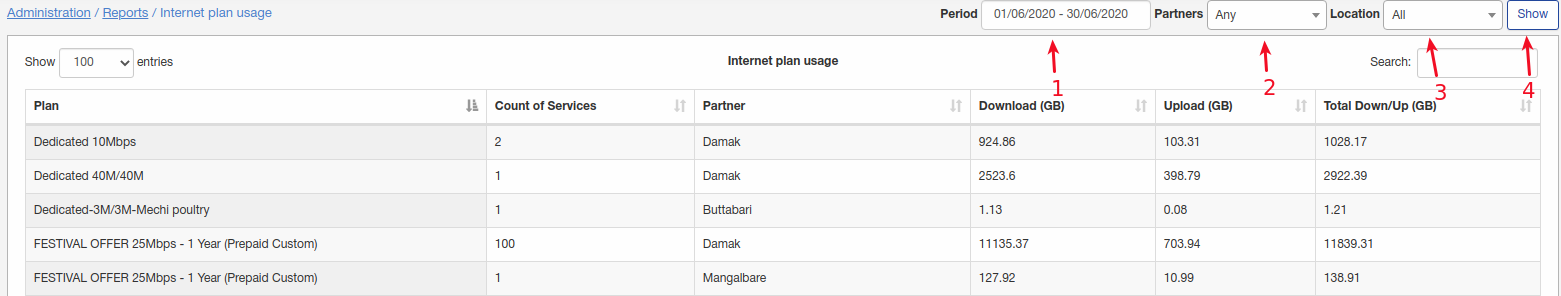 Administration / Reports / Internet plan usage Period 01/06/2020 - 30/06/2020 Partners Any Location All Show
Show 100 entries Internet plan usage Search:
1 2 3 4
Plan Count of Services Partner Download (GB) Upload (GB) Total Down/Up (GB)
Dedicated 10Mbps 2 Damak 924.86 103.31 1028.17
Dedicated 40M/40M 1 Damak 2523.6 398.79 2922.39
Dedicated-3M/3M-Mechi poultry 1 Buttabari 1.13 0.08 1.21
FESTIVAL OFFER 25Mbps - 1 Year (Prepaid Custom) 100 Damak 11135.37 703.94 11839.31
FESTIVAL OFFER 25Mbps - 1 Year (Prepaid Custom) 1 Mangalbare 127.92 10.99 138.91